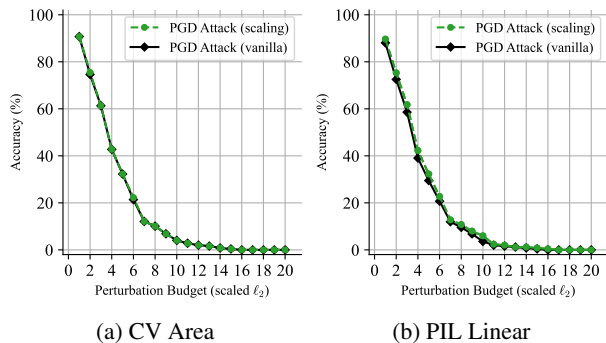 PGD Attack (scaling)
PGD Attack (vanilla)
100
80
60
40
20
0
Accuracy (%)
0 2 4 6 8 10 12 14 16 18 20
Perturbation Budget (scaled ℓ₂)
(a) CV Area
PGD Attack (scaling)
PGD Attack (vanilla)
100
80
60
40
20
0
Accuracy (%)
0 2 4 6 8 10 12 14 16 18 20
Perturbation Budget (scaled ℓ₂)
(b) PIL Linear